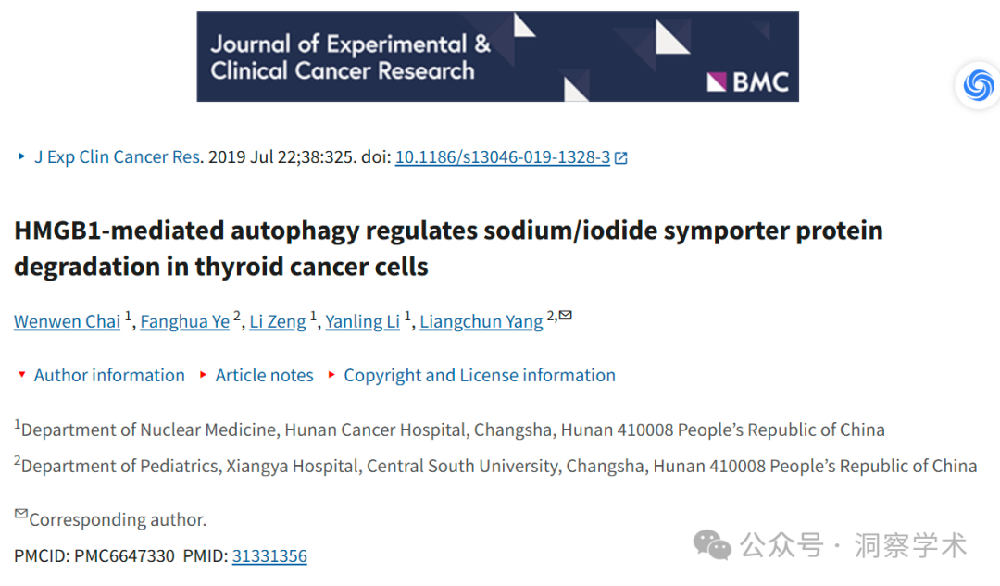 Journal of Experimental &
Clinical Cancer Research
BMC
J Exp Clin Cancer Res. 2019 Jul 22;38:325. doi: 10.1186/s13046-019-1328-3
HMGB1-mediated autophagy regulates sodium/iodide symporter protein
degradation in thyroid cancer cells
Wenwen Chai 1, Fanghua Ye 2, Li Zeng 1, Yanling Li 1, Liangchun Yang 2,✉
Author information Article notes Copyright and License information
1Department of Nuclear Medicine, Hunan Cancer Hospital, Changsha, Hunan 410008 People’s Republic of China
2Department of Pediatrics, Xiangya Hospital, Central South University, Changsha, Hunan 410008 People’s Republic of China
✉Corresponding author.
PMCID: PMC6647330 PMID: 31331356
公众号 · 洞察学术